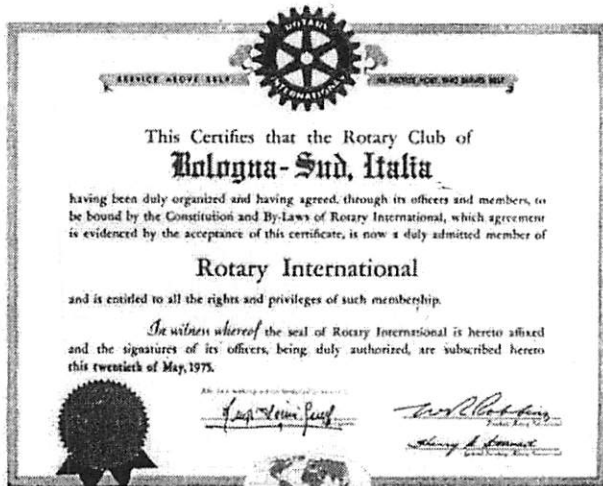 ROTARY
INTERNATIONAL
SERVICE ABOVE SELF
HE PROFITS MOST WHO SERVES BEST
This Certifies that the Rotary Club of
Bologna-Sud, Italia
having been duly organized and having agreed, through its officers and members, to
be bound by the Constitution and By-Laws of Rotary International, which agreement
is evidenced by the acceptance of this certificate, is now a duly admitted member of
Rotary International
and is entitled to all the rights and privileges of such membership.
In witness whereof the seal of Rotary International is hereto affixed
and the signatures of its officers, being duly authorized, are subscribed hereto
this twentieth of May, 1975.